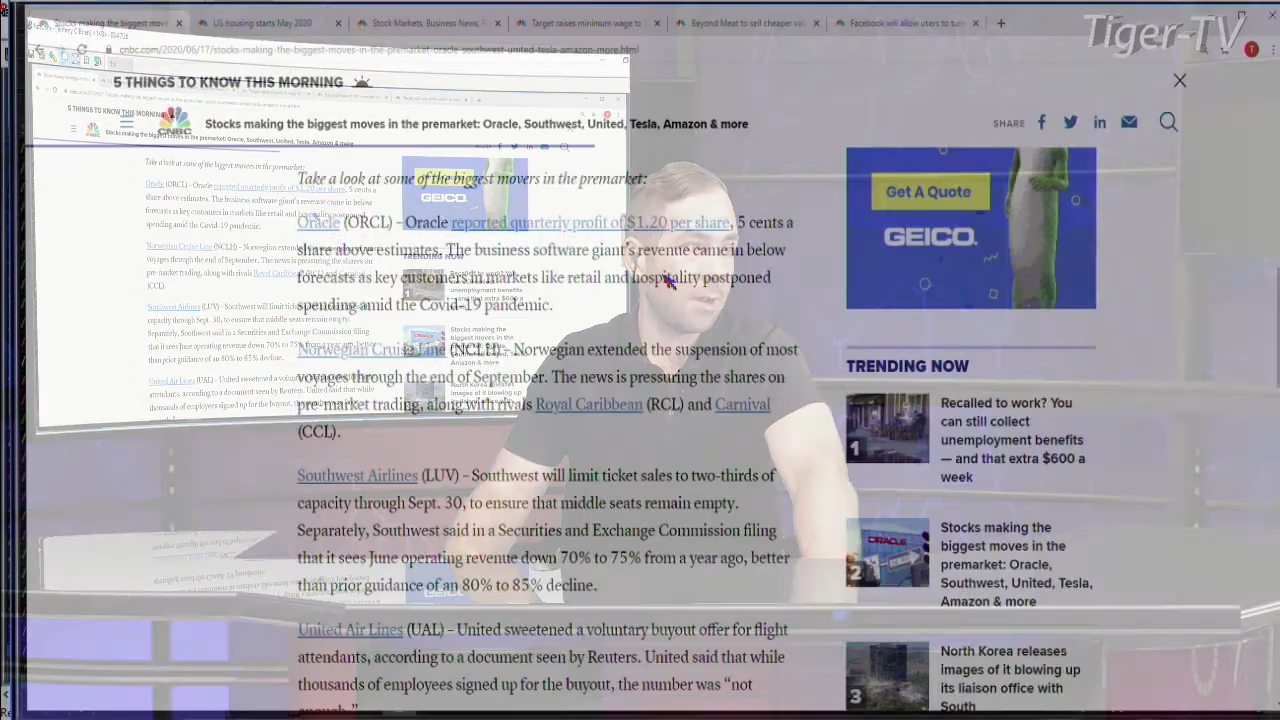 Stocks making the biggest move
US housing starts May 2020
Stock Markets, Business News, F
Target raises minimum wage to $
Beyond Meat to sell cheaper val
Facebook will allow users to turn
Tiger-TV
cnbc.com/2020/06/17/stocks-making-the-biggest-moves-in-the-premarket-oracle-southwest-united-tesla-amazon-more.html
5 THINGS TO KNOW THIS MORNING
CNBC
Stocks making the biggest moves in the premarket: Oracle, Southwest, United, Tesla, Amazon & more
SHARE
Take a look at some of the biggest movers in the premarket:
Oracle (ORCL) – Oracle reported quarterly profit of $1.20 per share, 5 cents a
share above estimates. The business software giant's revenue came in below
forecasts as key customers in markets like retail and hospitality postponed
spending amid the Covid-19 pandemic.
Norwegian Cruise Line (NCLH) – Norwegian extended the suspension of most
voyages through the end of September. The news is pressuring the shares on
pre-market trading, along with rivals Royal Caribbean (RCL) and Carnival
(CCL).
Southwest Airlines (LUV) – Southwest will limit ticket sales to two-thirds of
capacity through Sept. 30, to ensure that middle seats remain empty.
Separately, Southwest said in a Securities and Exchange Commission filing
that it sees June operating revenue down 70% to 75% from a year ago, better
than prior guidance of an 80% to 85% decline.
United Air Lines (UAL) – United sweetened a voluntary buyout offer for flight
attendants, according to a document seen by Reuters. United said that while
thousands of employees signed up for the buyout, the number was "not
enough."
Get A Quote
GEICO.
TRENDING NOW
1
Recalled to work? You
can still collect
unemployment benefits
— and that extra $600 a
week
2
Stocks making the
biggest moves in the
premarket: Oracle,
Southwest, United, Tesla,
Amazon & more
3
North Korea releases
images of it blowing up
its liaison office with
South